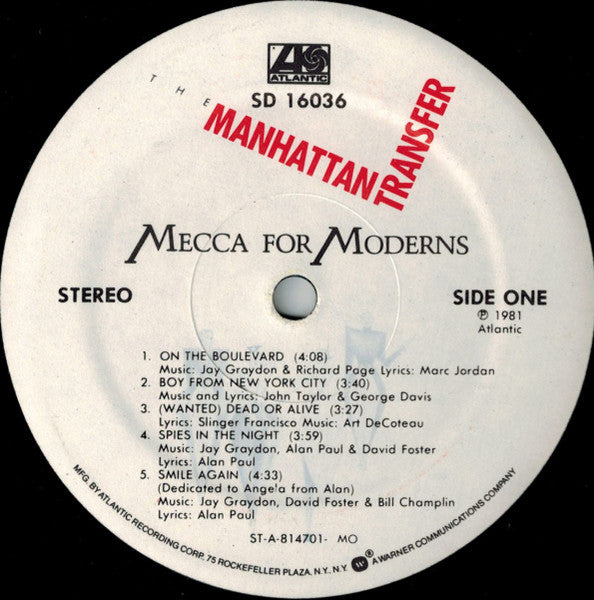 ATLANTIC
SD 16036
THE
MANHATTAN
TRANSFER
MECCA FOR MODERNS
STEREO
SIDE ONE
℗ 1981
Atlantic
1. ON THE BOULEVARD (4:08)
Music: Jay Graydon & Richard Page Lyrics: Marc Jordan
2. BOY FROM NEW YORK CITY (3:40)
Music and Lyrics: John Taylor & George Davis
3. (WANTED) DEAD OR ALIVE (3:27)
Lyrics: Slinger Francisco Music: Art DeCoteau
4. SPIES IN THE NIGHT (3:59)
Music: Jay Graydon, Alan Paul & David Foster
Lyrics: Alan Paul
5. SMILE AGAIN (4:33)
(Dedicated to Angela from Alan)
Music: Jay Graydon, David Foster & Bill Champlin
Lyrics: Alan Paul
ST-A-814701- MO
MFG. BY ATLANTIC RECORDING CORP. 75 ROCKEFELLER PLAZA, N.Y. N.Y. ® A WARNER COMMUNICATIONS COMPANY